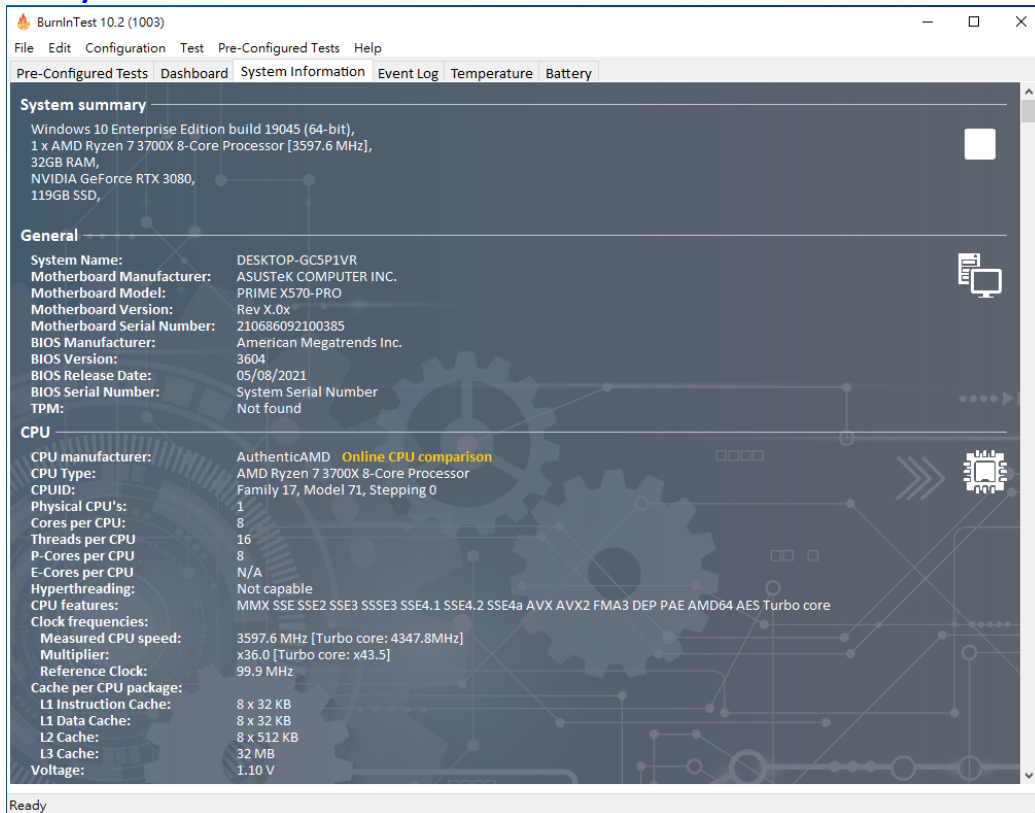 BurnInTest 10.2 (1003)
File Edit Configuration Test Pre-Configured Tests Help
Pre-Configured Tests Dashboard System Information Event Log Temperature Battery
System summary
Windows 10 Enterprise Edition build 19045 (64-bit),
1 x AMD Ryzen 7 3700X 8-Core Processor [3597.6 MHz],
32GB RAM,
NVIDIA GeForce RTX 3080,
119GB SSD,
General
System Name: DESKTOP-GC5P1VR
Motherboard Manufacturer: ASUSTeK COMPUTER INC.
Motherboard Model: PRIME X570-PRO
Motherboard Version: Rev X.0x
Motherboard Serial Number: 210686092100385
BIOS Manufacturer: American Megatrends Inc.
BIOS Version: 3604
BIOS Release Date: 05/08/2021
BIOS Serial Number: System Serial Number
TPM: Not found
CPU
CPU manufacturer: AuthenticAMD Online CPU comparison
CPU Type: AMD Ryzen 7 3700X 8-Core Processor
CPUID: Family 17, Model 71, Stepping 0
Physical CPU's: 1
Cores per CPU: 8
Threads per CPU 16
P-Cores per CPU 8
E-Cores per CPU N/A
Hyperthreading: Not capable
CPU features: MMX SSE SSE2 SSE3 SSSE3 SSE4.1 SSE4.2 SSE4a AVX AVX2 FMA3 DEP PAE AMD64 AES Turbo core
Clock frequencies:
Measured CPU speed: 3597.6 MHz [Turbo core: 4347.8MHz]
Multiplier: x36.0 [Turbo core: x43.5]
Reference Clock: 99.9 MHz
Cache per CPU package:
L1 Instruction Cache: 8 x 32 KB
L1 Data Cache: 8 x 32 KB
L2 Cache: 8 x 512 KB
L3 Cache: 32 MB
Voltage: 1.10 V
Ready